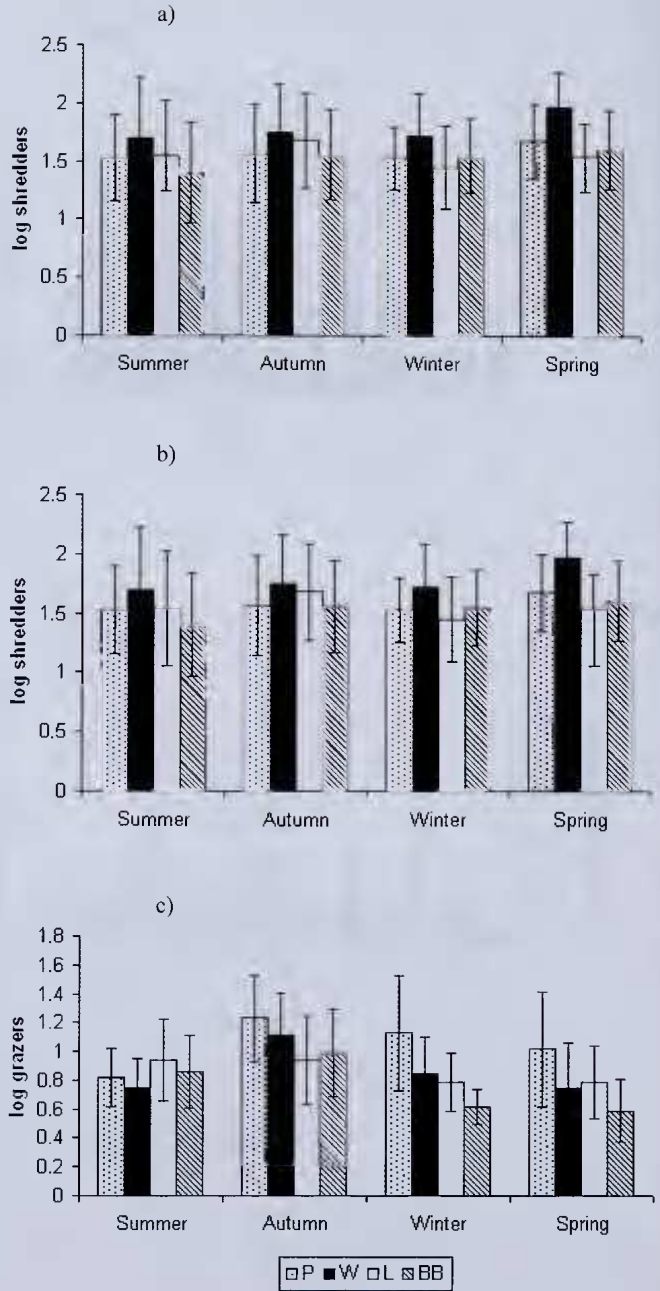 a)
log shredders
2.5
2
1.5
1
0.5
0
Summer Autumn Winter Spring
b)
log shredders
2.5
2
1.5
1
0.5
0
Summer Autumn Winter Spring
c)
log grazers
1.8
1.6
1.4
1.2
1
0.8
0.6
0.4
0.2
0
Summer Autumn Winter Spring
P W L BB